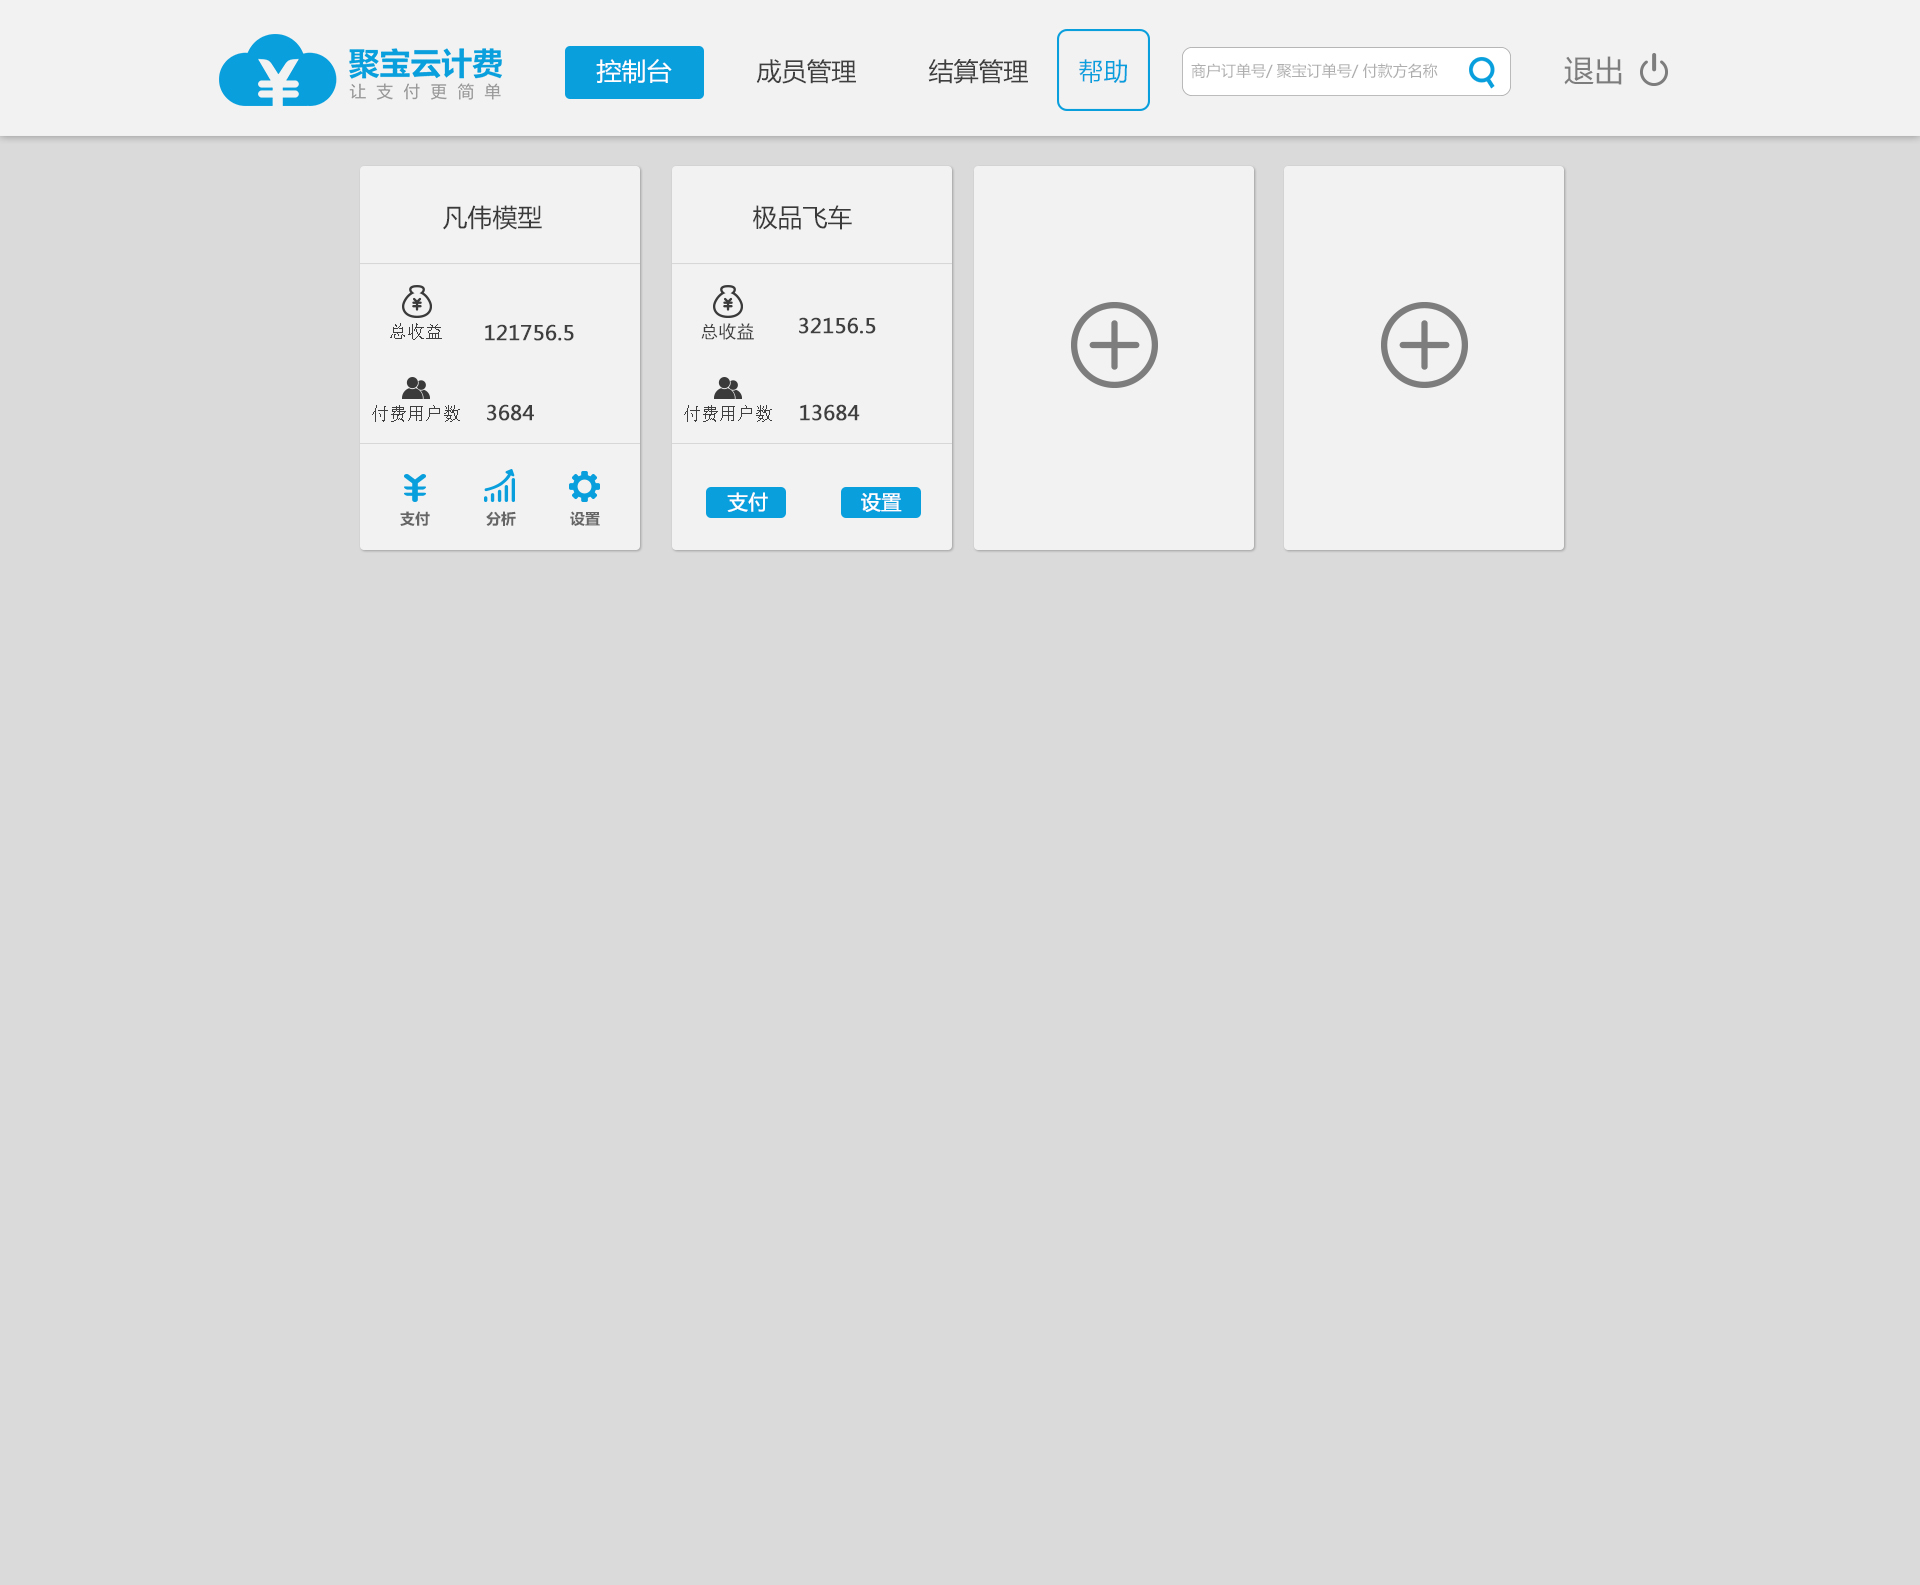 聚宝云计费
让支付更简单
控制台
成员管理
结算管理
帮助
商户订单号/ 聚宝订单号/ 付款方名称
退出
凡伟模型
总收益
121756.5
付费用户数
3684
支付
分析
设置
极品飞车
总收益
32156.5
付费用户数
13684
支付
设置